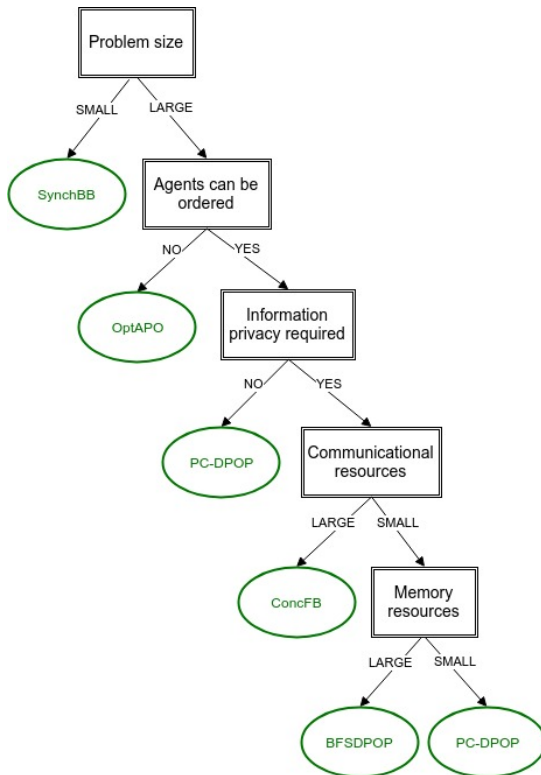 Problem size
SMALL
LARGE
SynchBB
Agents can be
ordered
NO
YES
OptAPO
Information
privacy required
NO
YES
PC-DPOP
Communicational
resources
LARGE
SMALL
ConcFB
Memory
resources
LARGE
SMALL
BFSDPOP
PC-DPOP